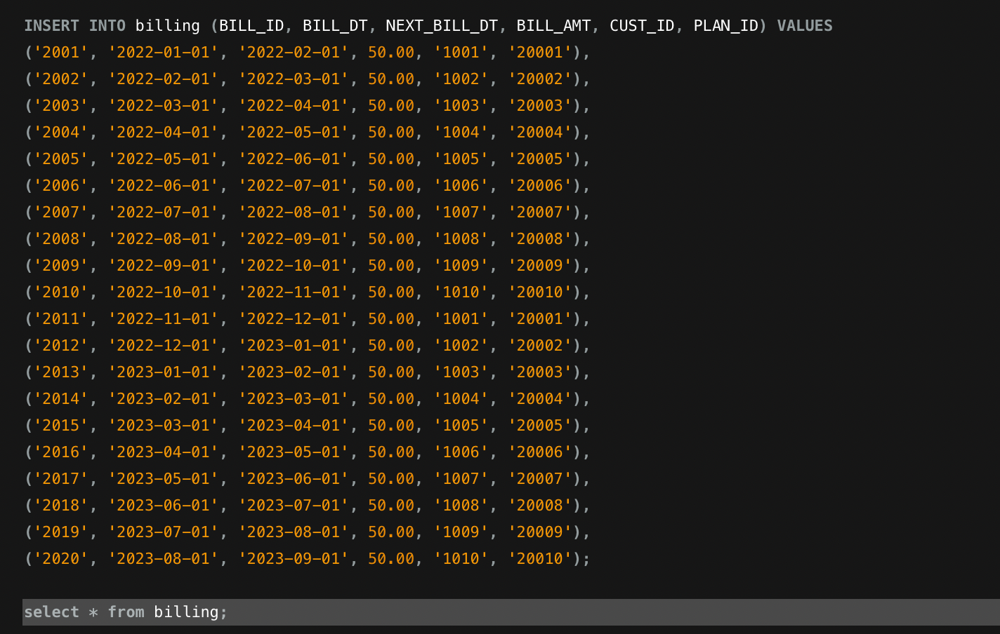 INSERT INTO billing (BILL_ID, BILL_DT, NEXT_BILL_DT, BILL_AMT, CUST_ID, PLAN_ID) VALUES
('2001', '2022-01-01', '2022-02-01', 50.00, '1001', '20001'),
('2002', '2022-02-01', '2022-03-01', 50.00, '1002', '20002'),
('2003', '2022-03-01', '2022-04-01', 50.00, '1003', '20003'),
('2004', '2022-04-01', '2022-05-01', 50.00, '1004', '20004'),
('2005', '2022-05-01', '2022-06-01', 50.00, '1005', '20005'),
('2006', '2022-06-01', '2022-07-01', 50.00, '1006', '20006'),
('2007', '2022-07-01', '2022-08-01', 50.00, '1007', '20007'),
('2008', '2022-08-01', '2022-09-01', 50.00, '1008', '20008'),
('2009', '2022-09-01', '2022-10-01', 50.00, '1009', '20009'),
('2010', '2022-10-01', '2022-11-01', 50.00, '1010', '20010'),
('2011', '2022-11-01', '2022-12-01', 50.00, '1001', '20001'),
('2012', '2022-12-01', '2023-01-01', 50.00, '1002', '20002'),
('2013', '2023-01-01', '2023-02-01', 50.00, '1003', '20003'),
('2014', '2023-02-01', '2023-03-01', 50.00, '1004', '20004'),
('2015', '2023-03-01', '2023-04-01', 50.00, '1005', '20005'),
('2016', '2023-04-01', '2023-05-01', 50.00, '1006', '20006'),
('2017', '2023-05-01', '2023-06-01', 50.00, '1007', '20007'),
('2018', '2023-06-01', '2023-07-01', 50.00, '1008', '20008'),
('2019', '2023-07-01', '2023-08-01', 50.00, '1009', '20009'),
('2020', '2023-08-01', '2023-09-01', 50.00, '1010', '20010');
select * from billing;